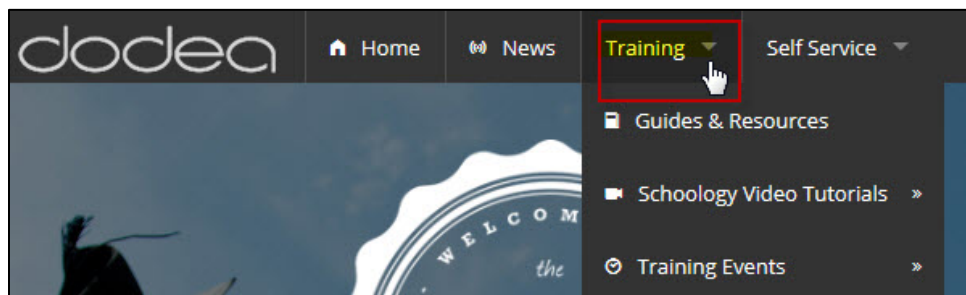 dodea Home News Training Self Service
Guides & Resources
Schoology Video Tutorials »
Training Events »
WELCOM
the